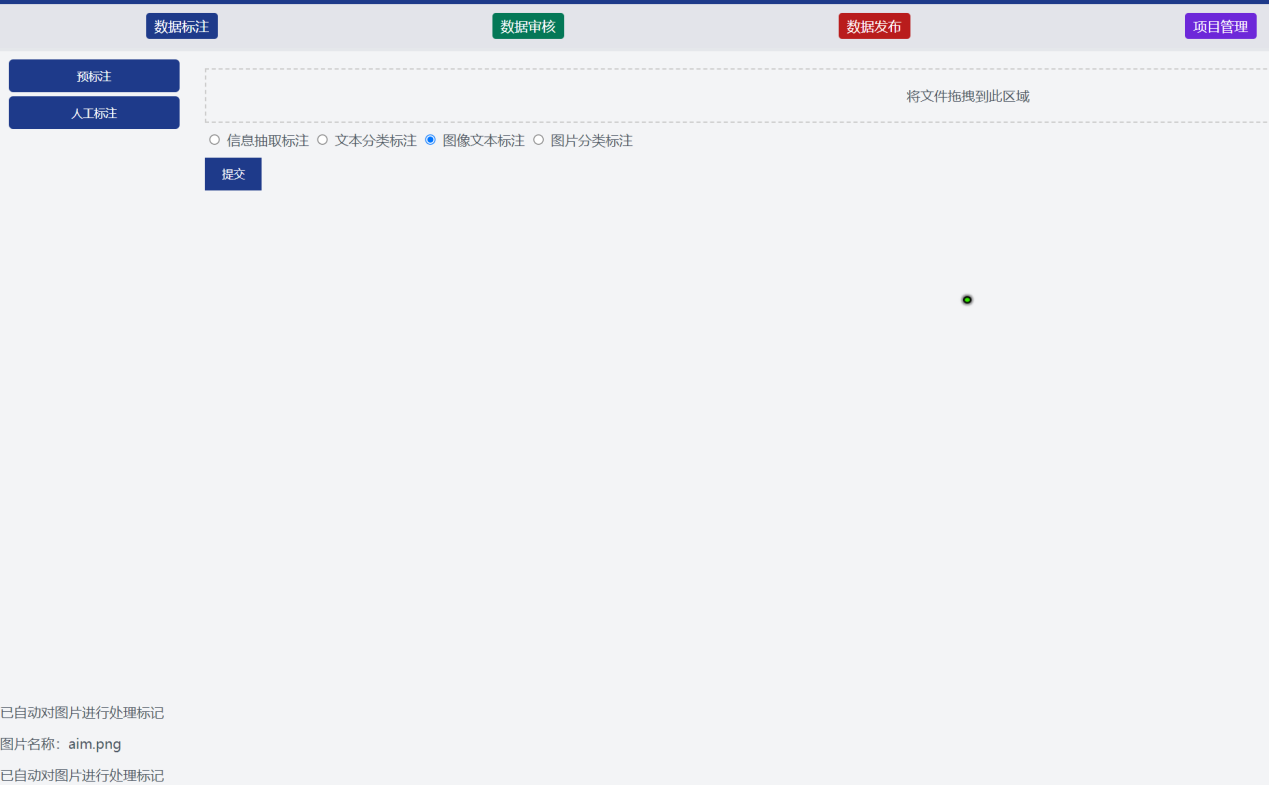 数据标注 数据审核 数据发布 项目管理
预标注
将文件拖拽到此区域
人工标注
信息抽取标注 文本分类标注 图像文本标注 图片分类标注
提交
已自动对图片进行处理标记
图片名称：aim.png
已自动对图片进行处理标记